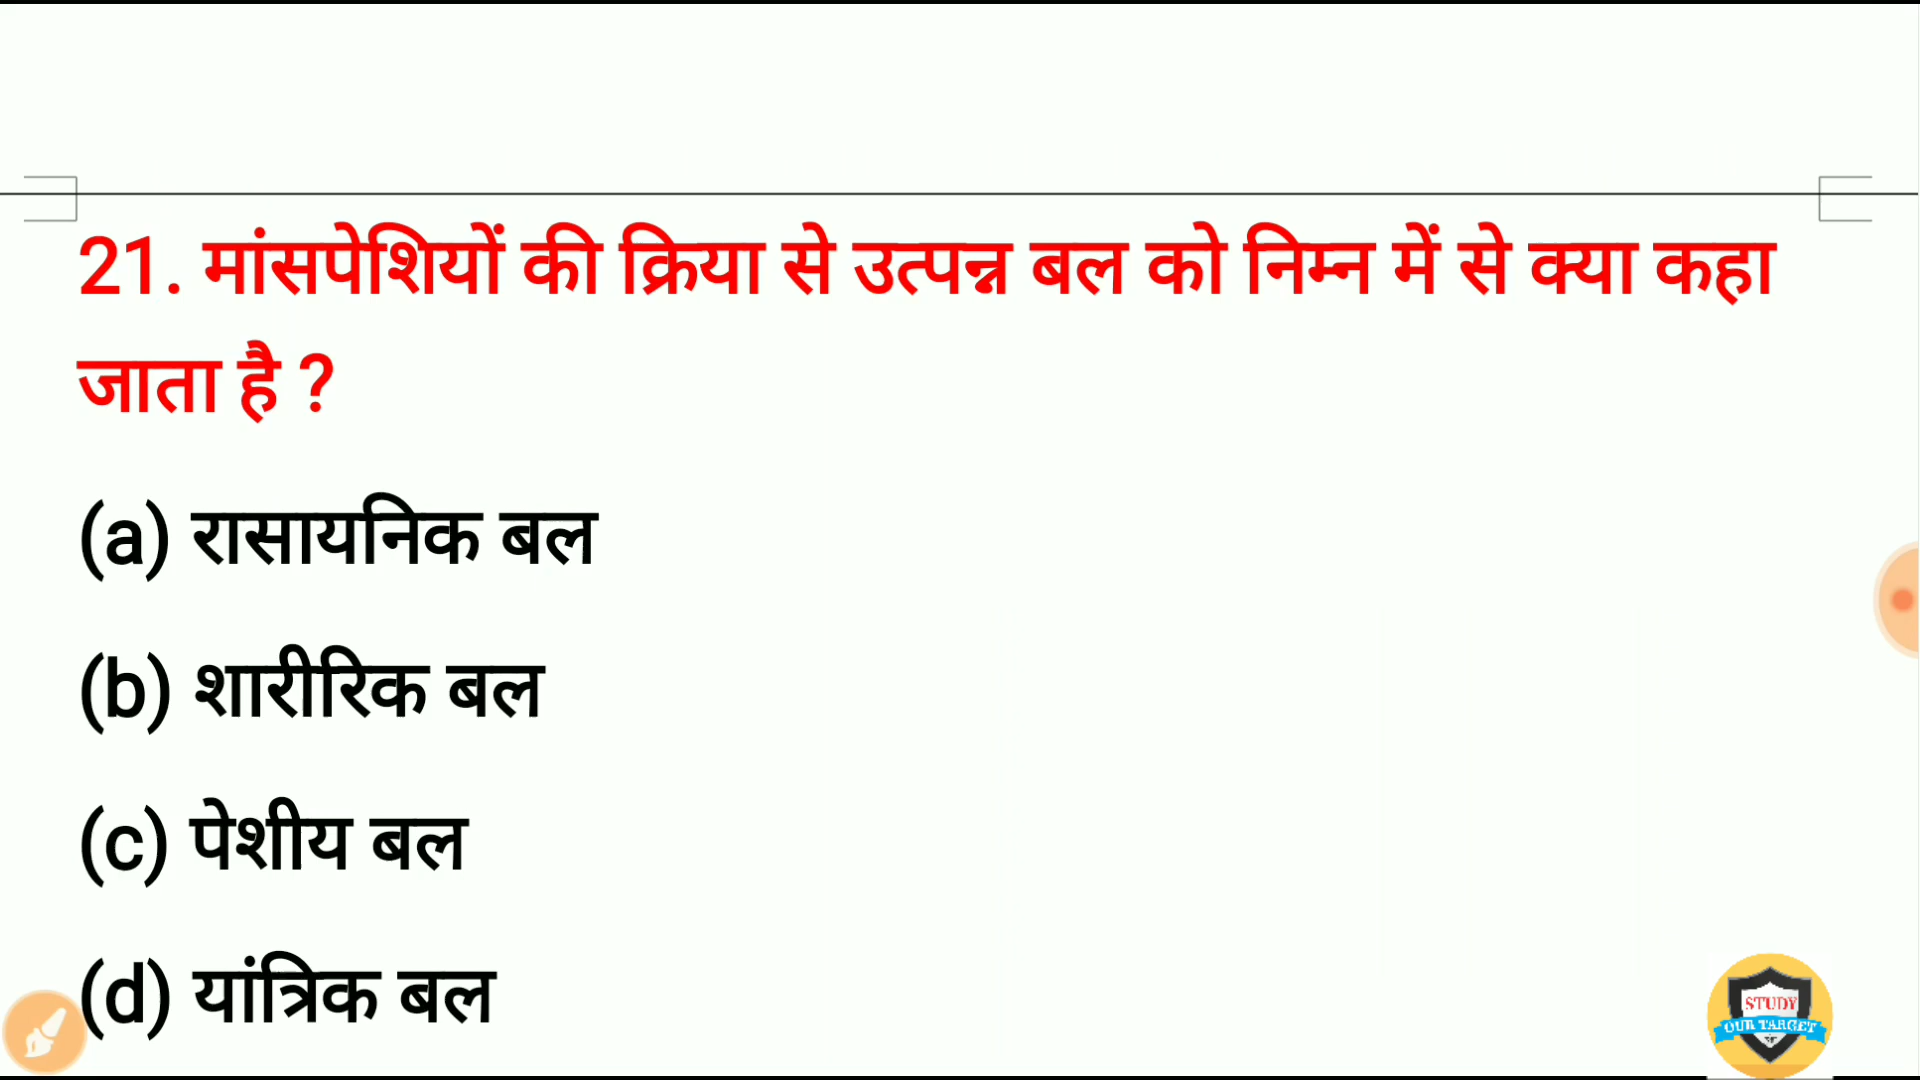 21. मांसपेशियों की क्रिया से उत्पन्न बल को निम्न में से क्या कहा
जाता है ?
(a) रासायनिक बल
(b) शारीरिक बल
(c) पेशीय बल
(d) यांत्रिक बल
STUDY
OUR TARGET